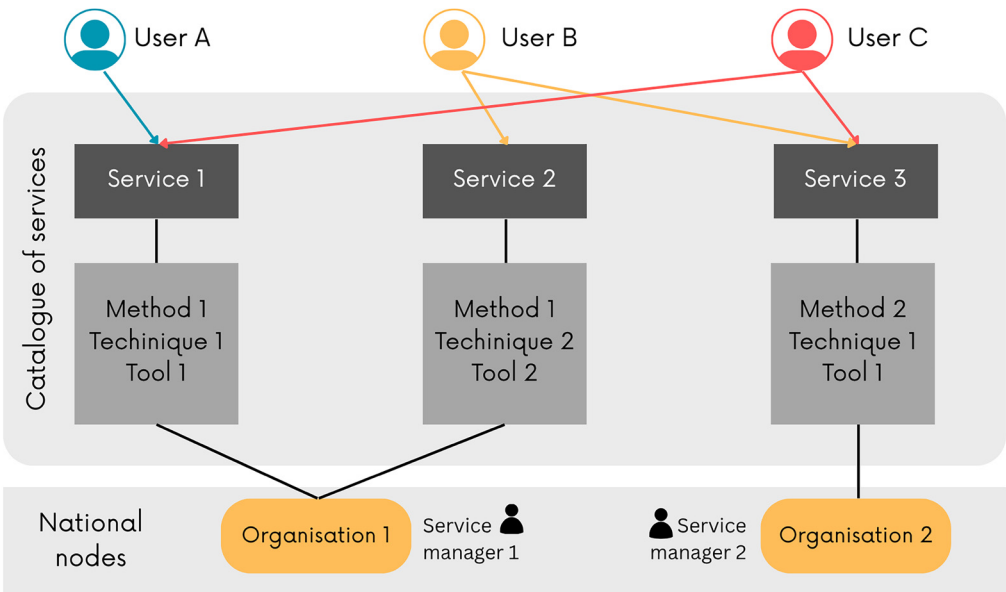 User A
User B
User C
Catalogue of services
Service 1
Service 2
Service 3
Method 1
Techinique 1
Tool 1
Method 1
Techinique 2
Tool 2
Method 2
Technique 1
Tool 1
National
nodes
Organisation 1
Service
manager 1
Service
manager 2
Organisation 2